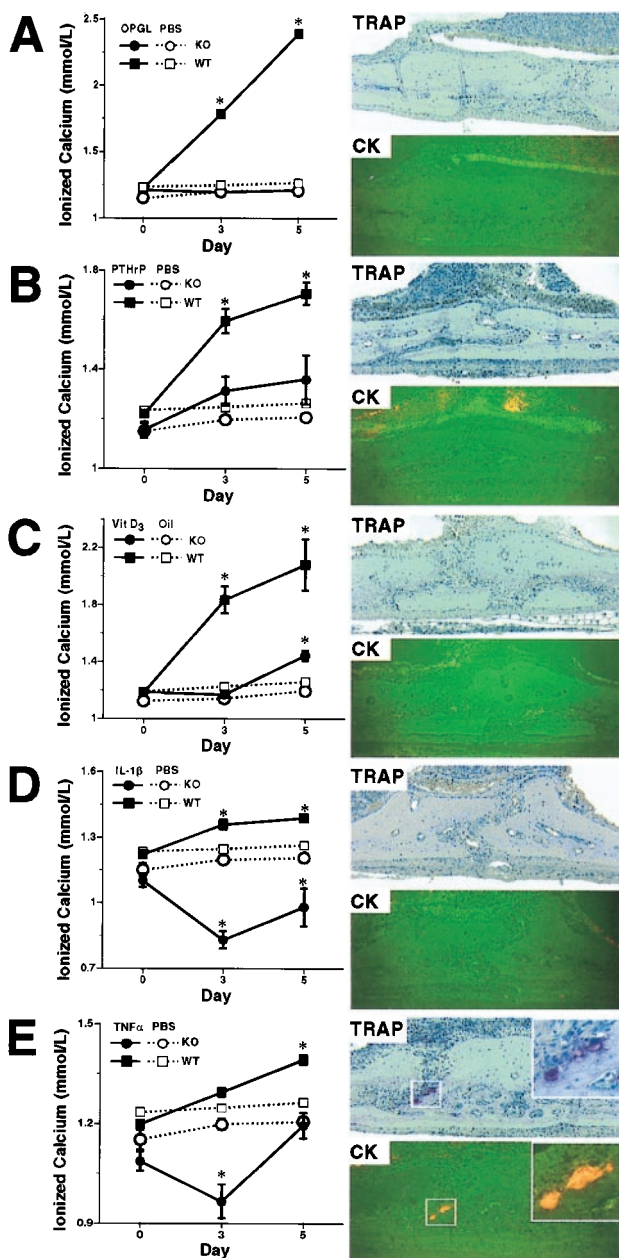 A
OPGL PBS
KO
WT
Ionized Calcium (mmol/L)
2.5
2
1.5
1
*
*
0 3 5
Day
TRAP
CK
B
PTHrP PBS
KO
WT
Ionized Calcium (mmol/L)
1.8
1.4
1
*
*
0 3 5
Day
TRAP
CK
C
Vit D3 Oil
KO
WT
Ionized Calcium (mmol/L)
2.2
1.8
1.4
1
*
*
*
0 3 5
Day
TRAP
CK
D
IL-1β PBS
KO
WT
Ionized Calcium (mmol/L)
1.6
1.3
1
0.7
*
*
*
*
0 3 5
Day
TRAP
CK
E
TNFα PBS
KO
WT
Ionized Calcium (mmol/L)
1.5
1.2
0.9
*
*
0 3 5
Day
TRAP
CK